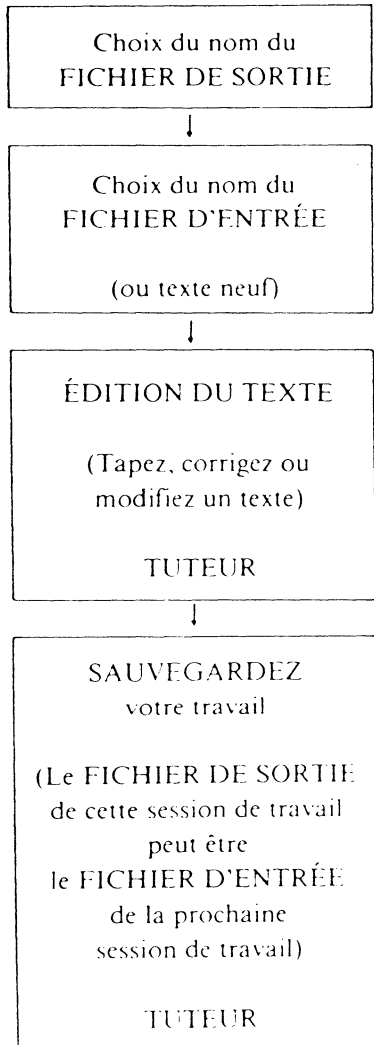 Choix du nom du
FICHIER DE SORTIE
Choix du nom du
FICHIER D'ENTRÉE
(ou texte neuf)
ÉDITION DU TEXTE
(Tapez, corrigez ou
modifiez un texte)
TUTEUR
SAUVEGARDEZ
votre travail
(Le FICHIER DE SORTIE
de cette session de travail
peut être
le FICHIER D'ENTRÉE
de la prochaine
session de travail)
TUTEUR